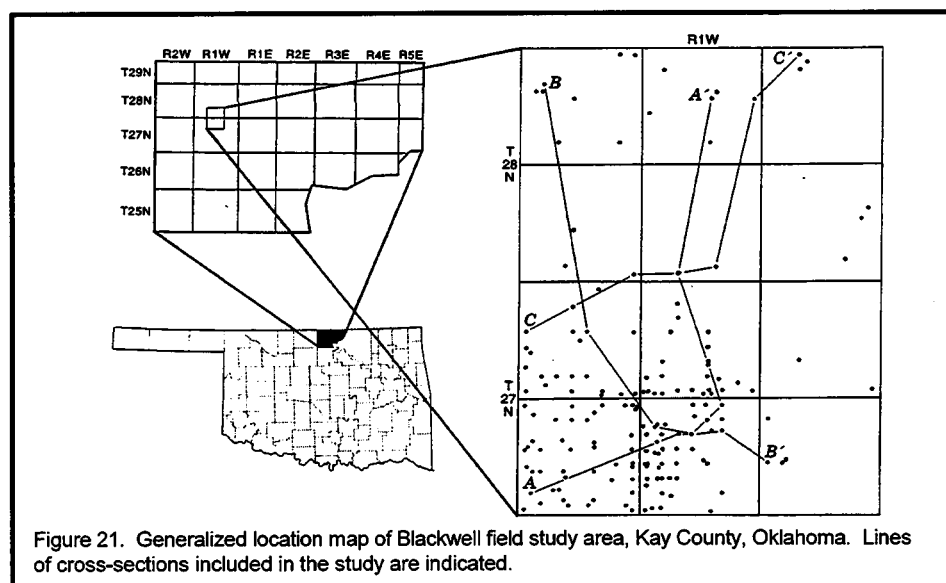 R2W R1W R1E R2E R3E R4E R5E
T29N
T28N
T27N
T26N
T25N
R1W
C´
B
A´
T
28
N
C
T
27
N
B´
A
Figure 21. Generalized location map of Blackwell field study area, Kay County, Oklahoma. Lines
of cross-sections included in the study are indicated.